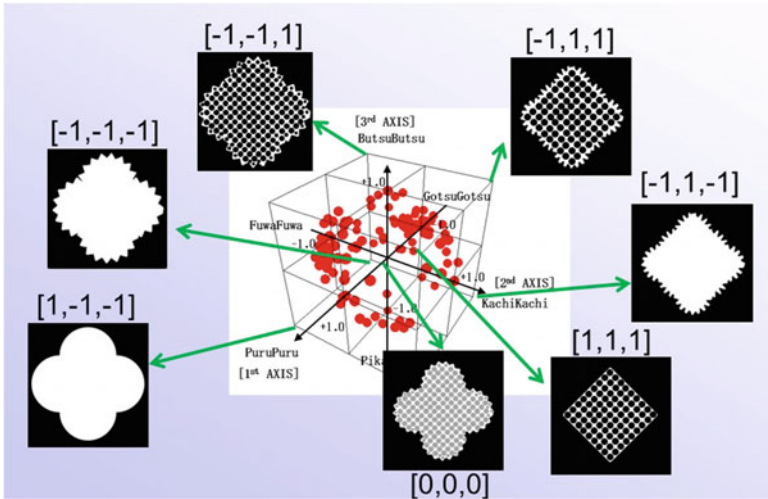 [-1,-1,1]
[-1,1,1]
[-1,-1,-1]
[3rd AXIS]
ButsuButsu
[-1,1,-1]
+1.0
GotsuGotsu
FuwaFuwa
-1.0
+1.0
[2nd AXIS]
KachiKachi
[1,-1,-1]
-1.0
+1.0
[1,1,1]
PuruPuru
[1st AXIS]
[0,0,0]